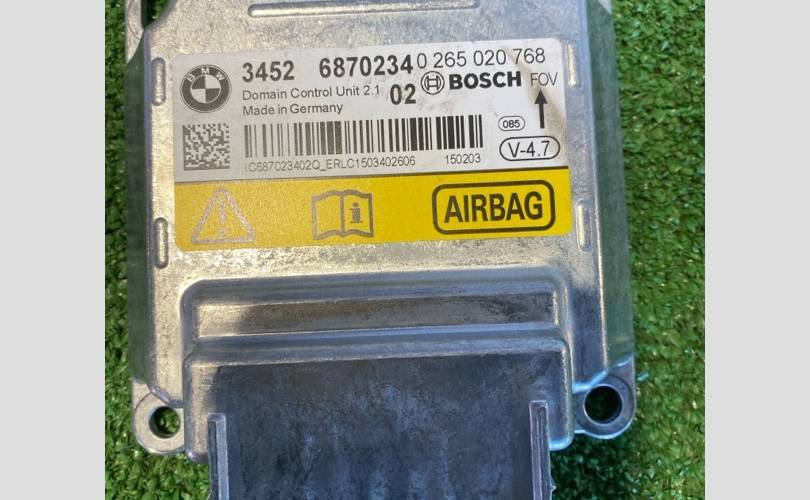 BMW
3452 6870234 0 265 020 768
Domain Control Unit 2.1 02 BOSCH FOV
Made in Germany
085
V-4.7
IC687023402Q_ERLC1503402606 150203
i AIRBAG